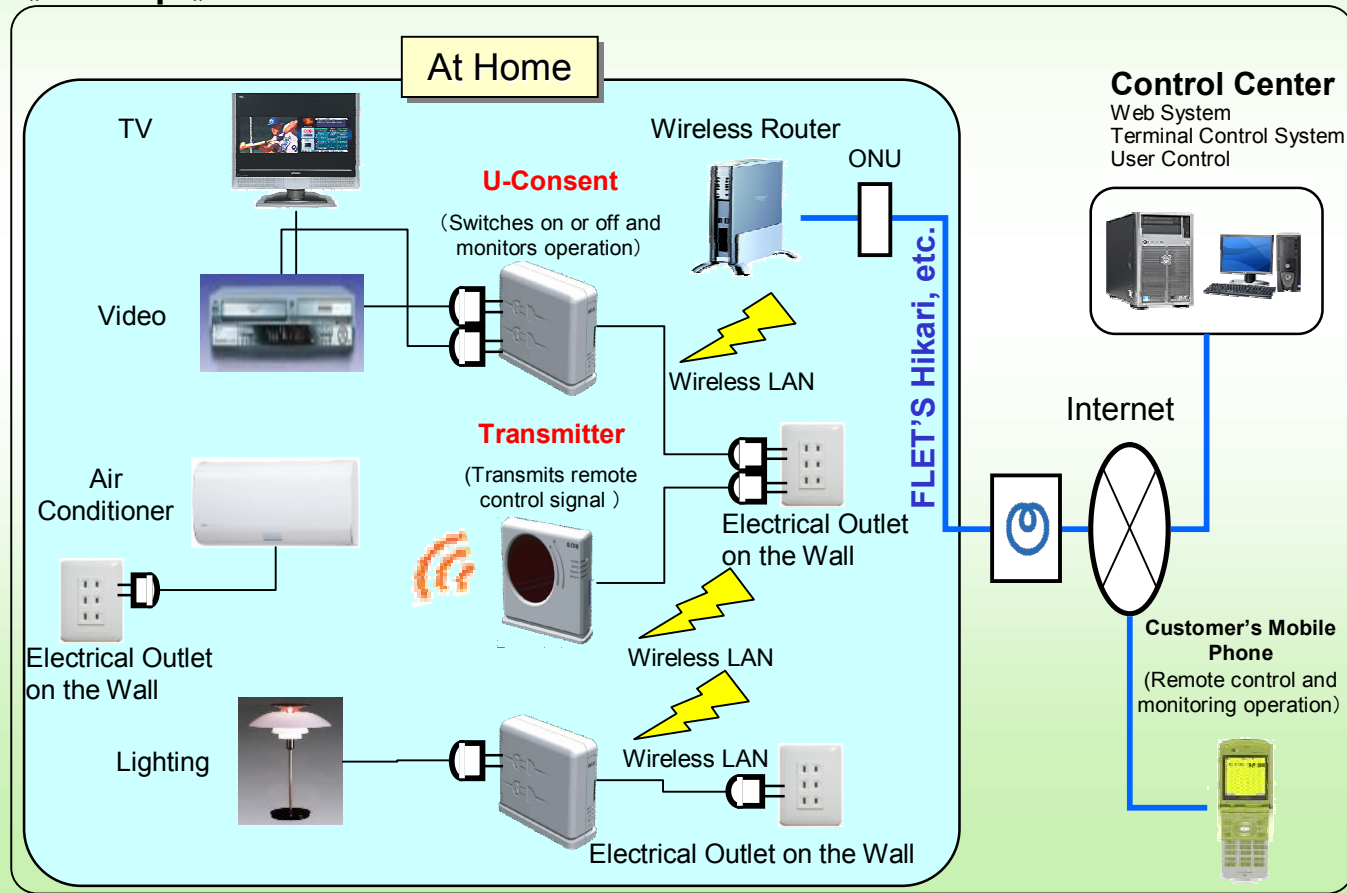 At Home
TV
Wireless Router
ONU
U-Consent
（Switches on or off and
monitors operation）
Video
Wireless LAN
Transmitter
(Transmits remote
control signal ）
Air
Conditioner
Electrical Outlet
on the Wall
Electrical Outlet
on the Wall
Wireless LAN
Lighting
Wireless LAN
Electrical Outlet on the Wall
FLET’S Hikari, etc.
Control Center
Web System
Terminal Control System
User Control
Internet
Customer’s Mobile
Phone
(Remote control and
monitoring operation）